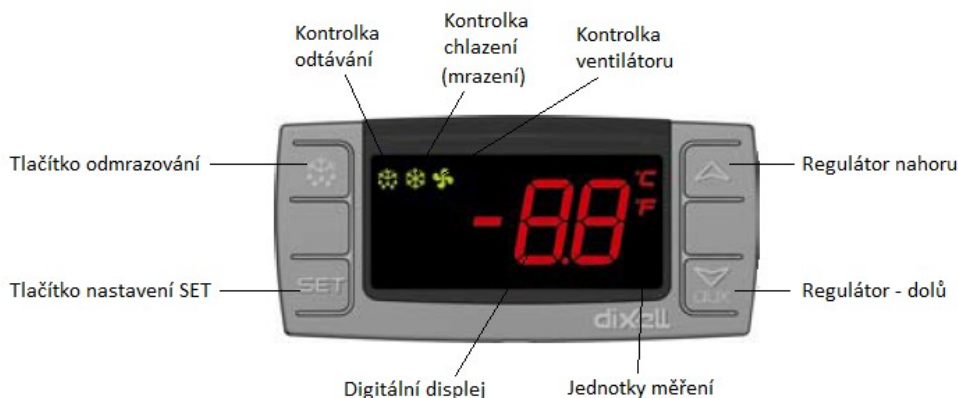 Kontrolka
odtávání
Kontrolka
chlazení
(mrazení)
Kontrolka
ventilátoru
Tlačítko odmrazování
Regulátor nahoru
°C
°F
-8.8
Tlačítko nastavení SET
SET
aux
Regulátor - dolů
dixell
Digitální displej
Jednotky měření